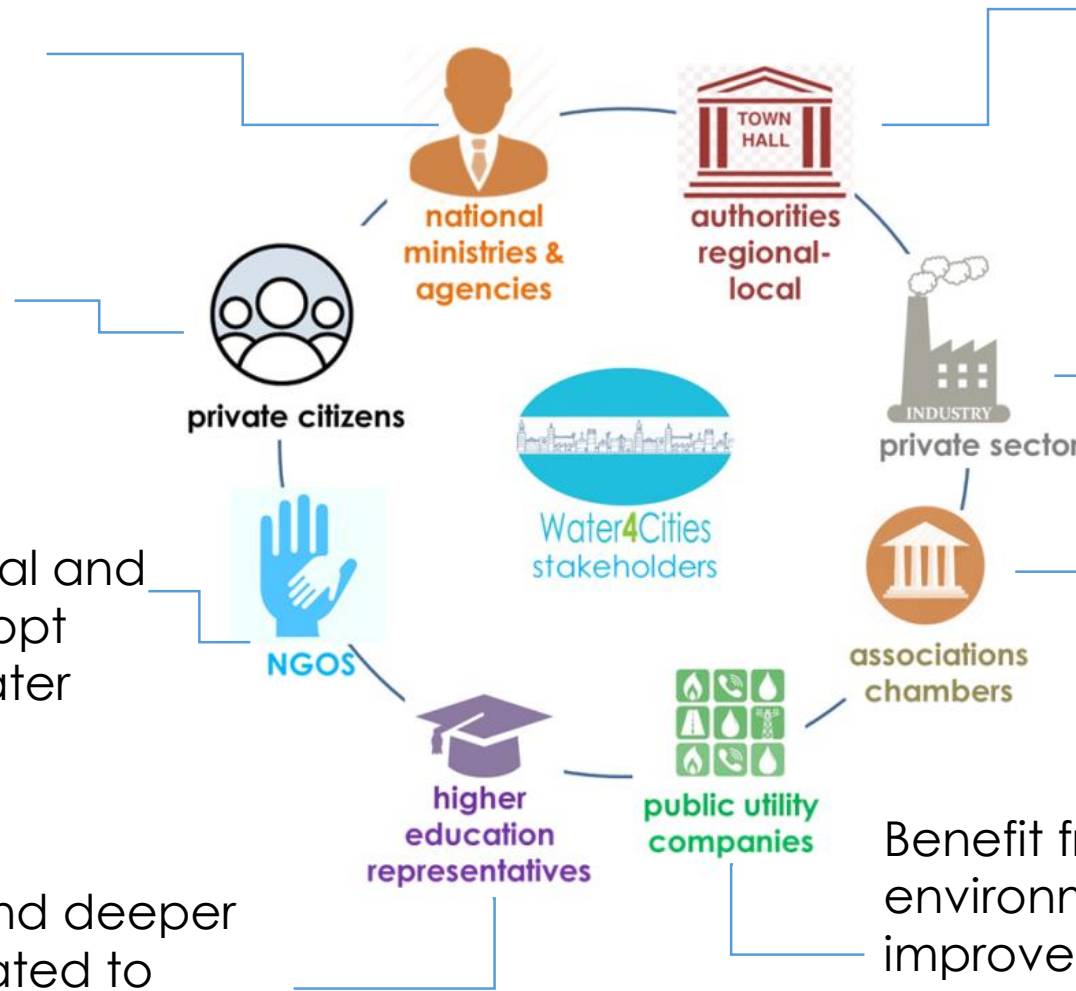 TOWN
HALL
national
ministries &
agencies
authorities
regional-
local
private citizens
INDUSTRY
private sector
Water4Cities
stakeholders
al and
opt
ater
NGOS
associations
chambers
higher
education
representatives
public utility
companies
nd deeper
ated to
Benefit fr
environn
improve